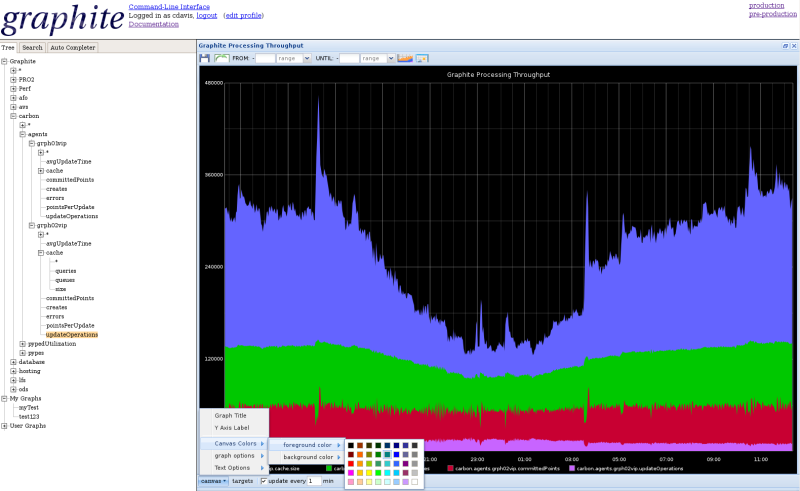 graphite
Command-Line Interface
Logged in as cdavis, logout (edit profile)
Documentation
production
pre-production
Tree Search Auto Completer
Graphite
*
PRO2
Perf
afo
avs
carbon
*
agents
grph01vip
*
avgUpdateTime
cache
committedPoints
creates
errors
pointsPerUpdate
updateOperations
grph02vip
*
avgUpdateTime
cache
*
queries
queues
size
committedPoints
creates
errors
pointsPerUpdate
updateOperations
pypedUtilization
pypes
database
hosting
lfs
ods
My Graphs
myTest
test123
User Graphs
Graphite Processing Throughput
FROM: - range UNTIL: - range
Graphite Processing Throughput
480000
360000
240000
120000
21:00 23:00 01:00 03:00 05:00 07:00 09:00 11:00
carbon.agents.grph02vip.committedPoints carbon.agents.grph02vip.updateOperations
Graph Title
Y Axis Label
Canvas Colors
graph options
Text Options
foreground color
background color
canvas targets update every 1 min